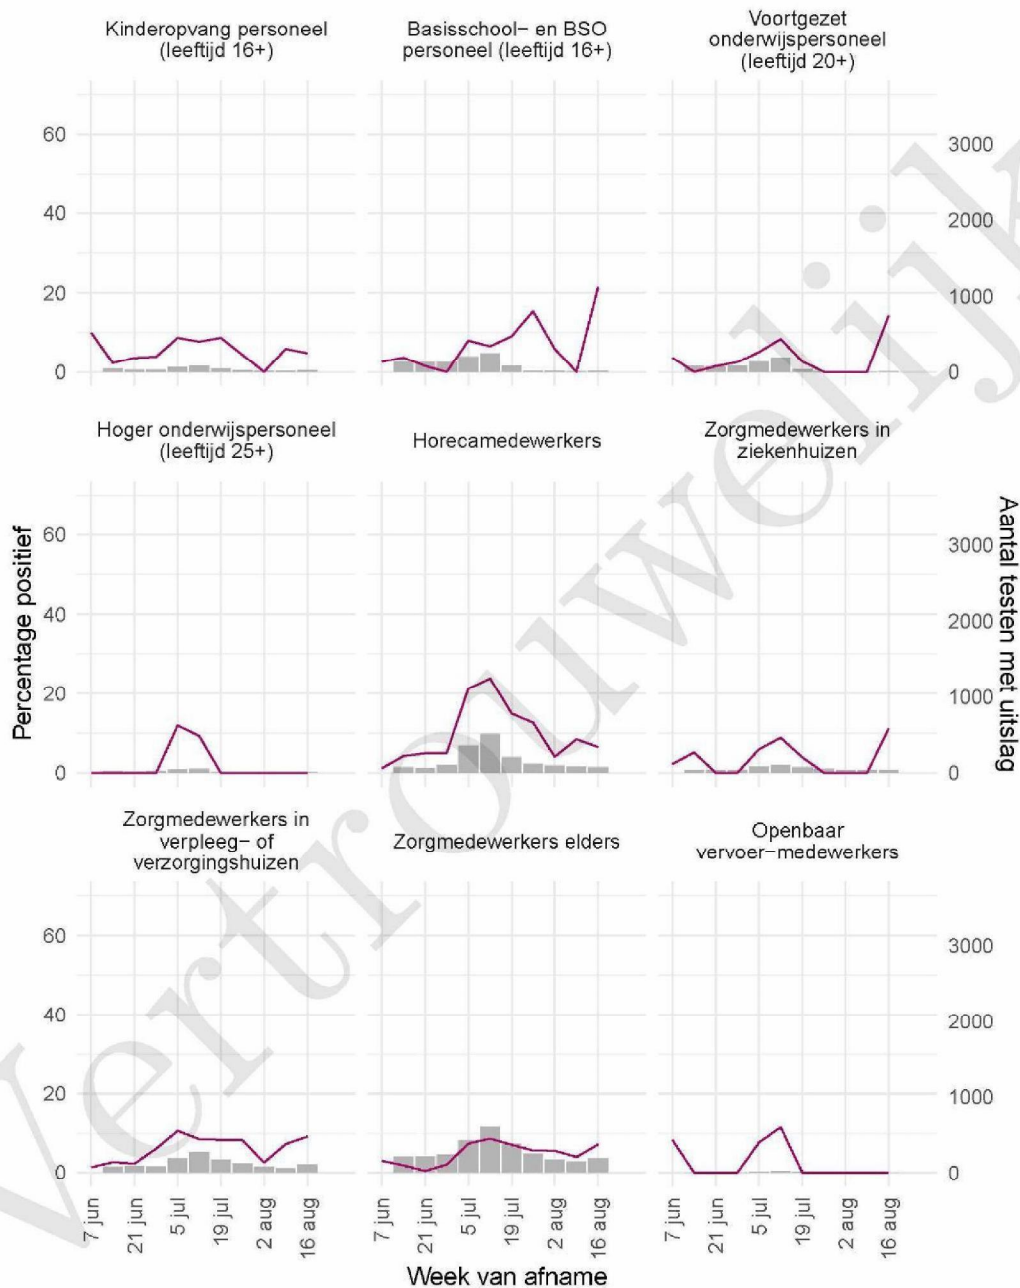 Kinderopvang personeel
(leeftijd 16+)
Basisschool- en BSO
personeel (leeftijd 16+)
Voortgezet
onderwijspersoneel
(leeftijd 20+)
60
40
20
0
3000
2000
1000
0
Hoger onderwijspersoneel
(leeftijd 25+)
Horecamedewerkers
Zorgmedewerkers in
ziekenhuizen
60
40
20
0
3000
2000
1000
0
Percentage positief
Aantal testen met uitslag
Zorgmedewerkers in
verpleeg- of
verzorgingshuizen
Zorgmedewerkers elders
Openbaar
vervoer-medewerkers
60
40
20
0
3000
2000
1000
0
7 jun
21 jun
5 jul
19 jul
2 aug
16 aug
7 jun
21 jun
5 jul
19 jul
2 aug
16 aug
7 jun
21 jun
5 jul
19 jul
2 aug
16 aug
Week van afname
Vertrouwelijk